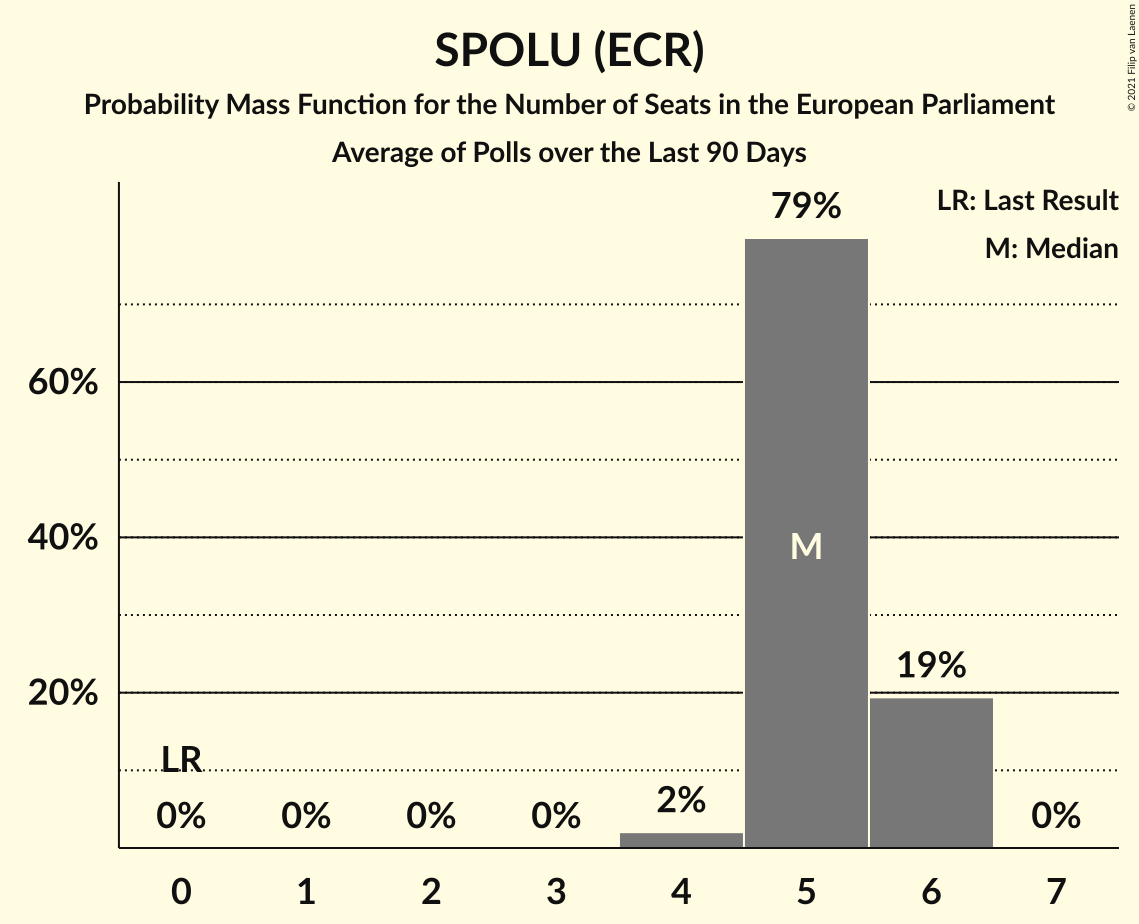 SPOLU (ECR)
Probability Mass Function for the Number of Seats in the European Parliament
Average of Polls over the Last 90 Days
© 2021 Filip van Laenen
LR: Last Result
M: Median
79%
60%
40%
M
19%
20%
LR
2%
0% 0% 0% 0% 0%
0 1 2 3 4 5 6 7